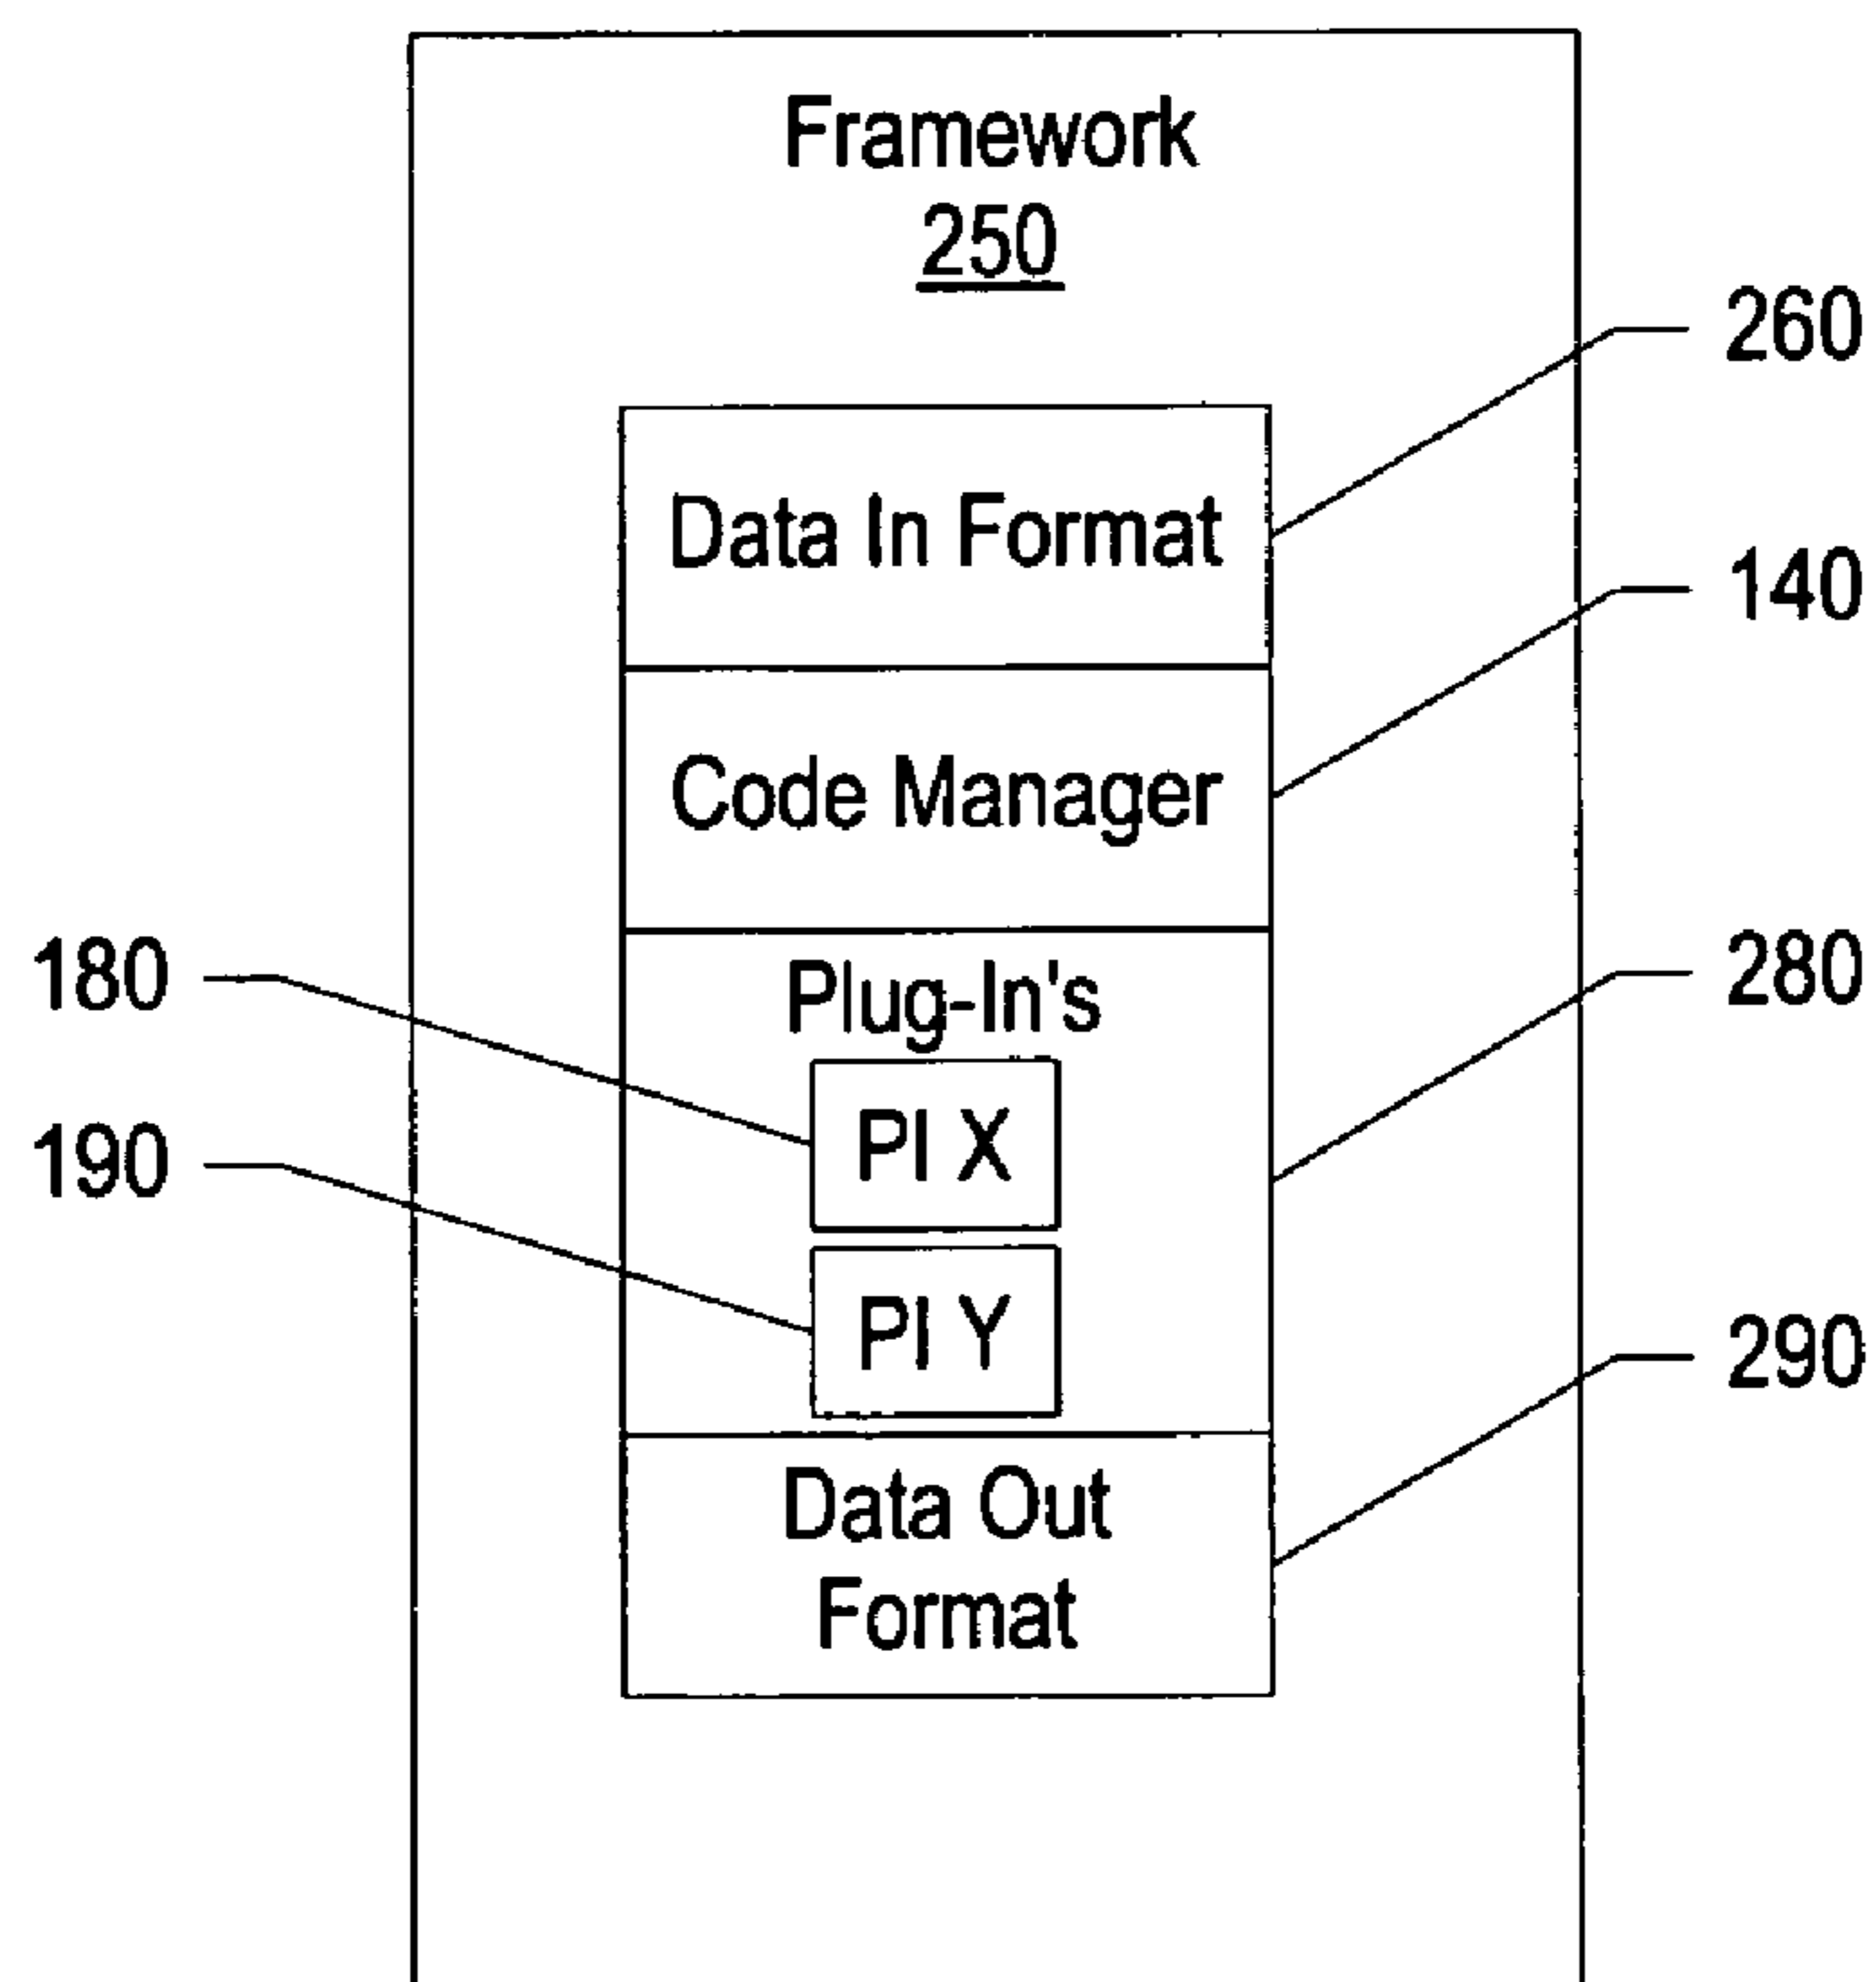 Framework
250
260
Data In Format
140
Code Manager
280
180
Plug-In's
PI X
190
PI Y
290
Data Out
Format